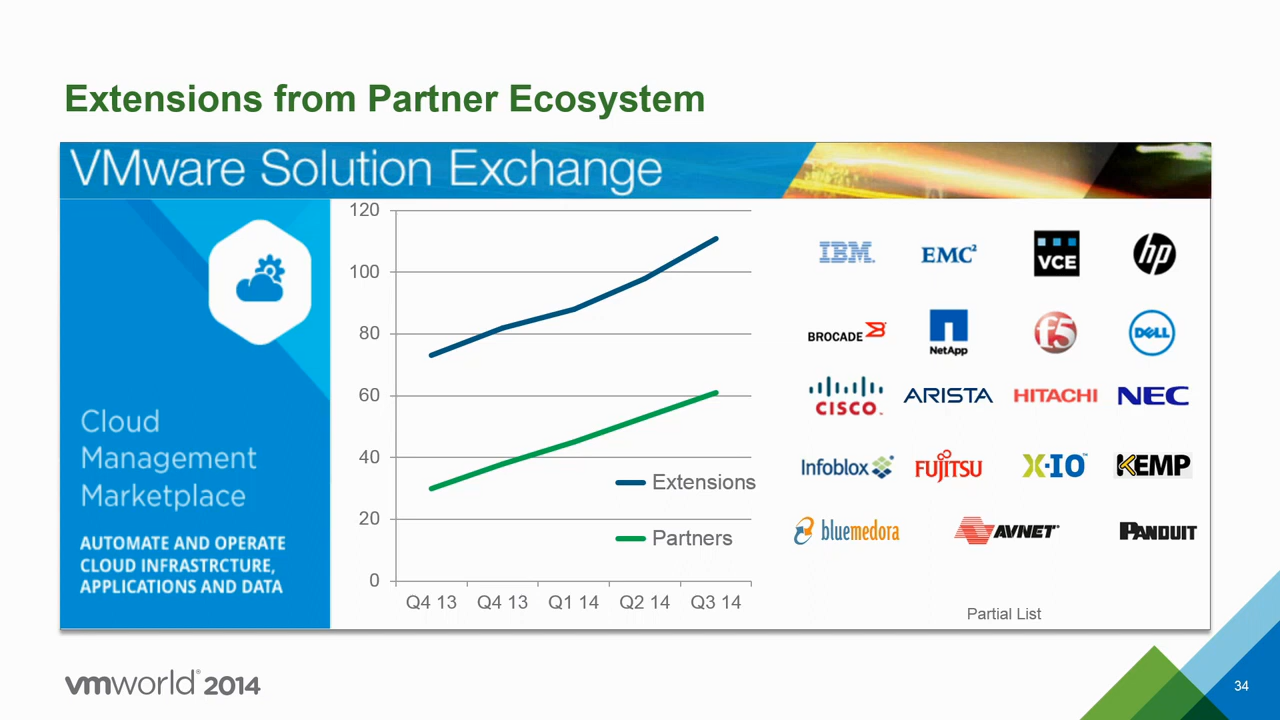 Extensions from Partner Ecosystem
VMware Solution Exchange
Cloud
Management
Marketplace
AUTOMATE AND OPERATE
CLOUD INFRASTRCTURE,
APPLICATIONS AND DATA
120
100
80
60
40
20
0
Q4 13 Q4 13 Q1 14 Q2 14 Q3 14
Extensions
Partners
IBM EMC² VCE hp
BROCADE NetApp f5 DELL
CISCO ARISTA HITACHI NEC
Infoblox FUJITSU X-IO™ KEMP
bluemedora AVNET PANDUIT
Partial List
vmworld® 2014
34